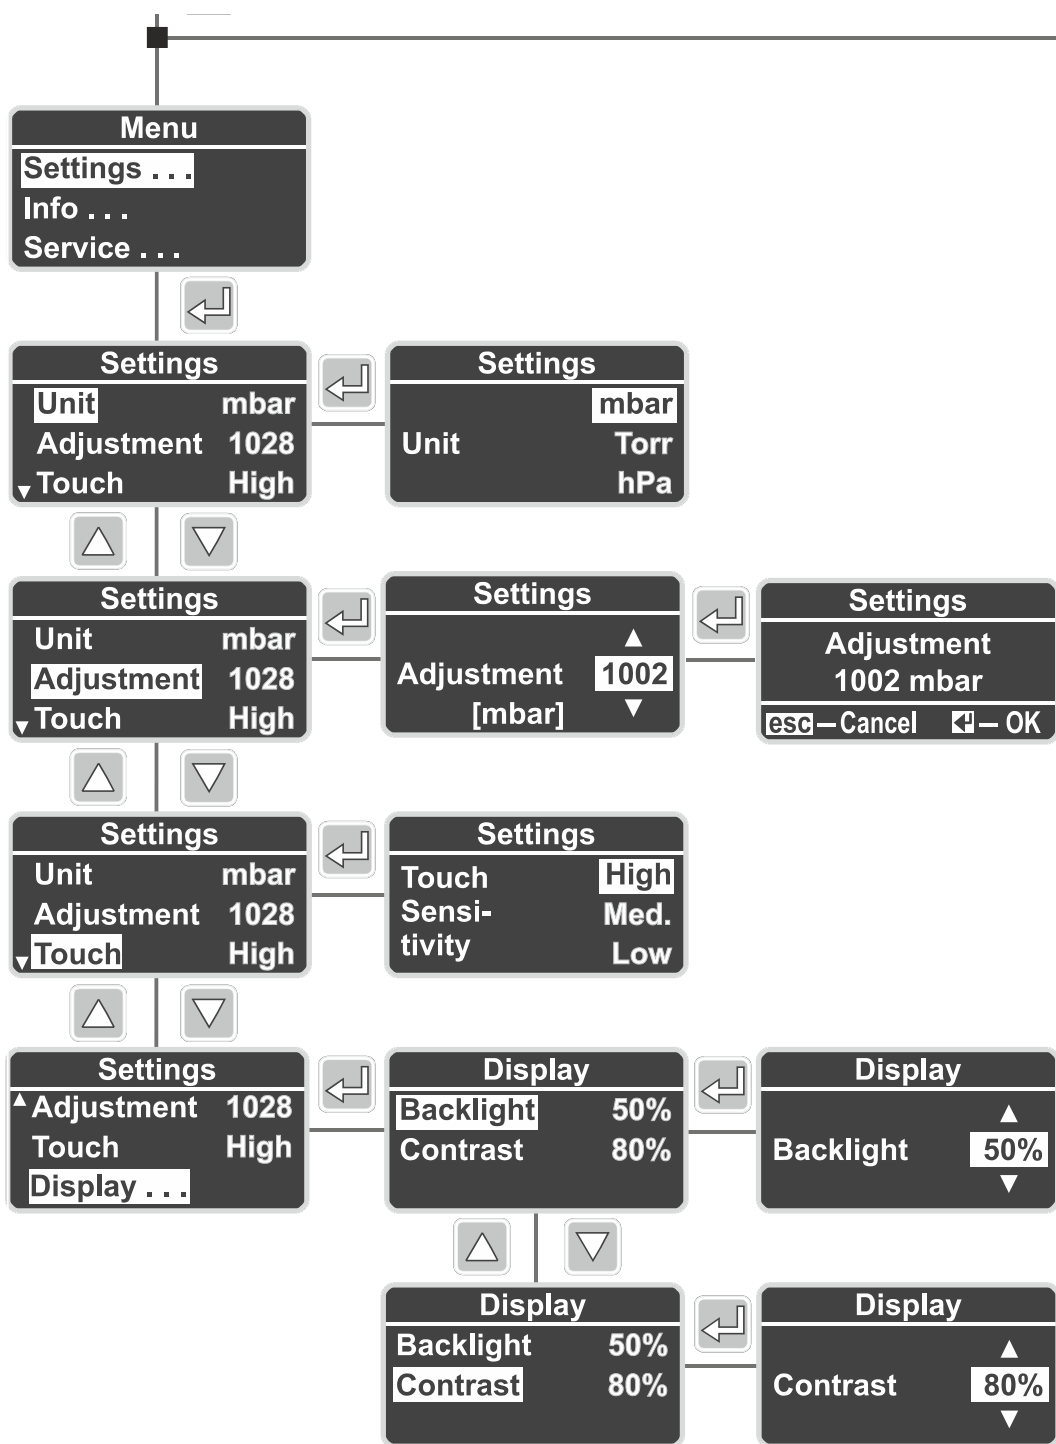 Menu
Settings . . .
Info . . .
Service . . .
Settings
Unit mbar
Adjustment 1028
Touch High
Settings
mbar
Unit Torr
hPa
Settings
Unit mbar
Adjustment 1028
Touch High
Settings
Adjustment 1002
[mbar]
Settings
Adjustment
1002 mbar
esc – Cancel – OK
Settings
Unit mbar
Adjustment 1028
Touch High
Settings
Touch High
Sensi- Med.
tivity Low
Settings
Adjustment 1028
Touch High
Display . . .
Display
Backlight 50%
Contrast 80%
Display
Backlight 50%
Display
Backlight 50%
Contrast 80%
Display
Contrast 80%